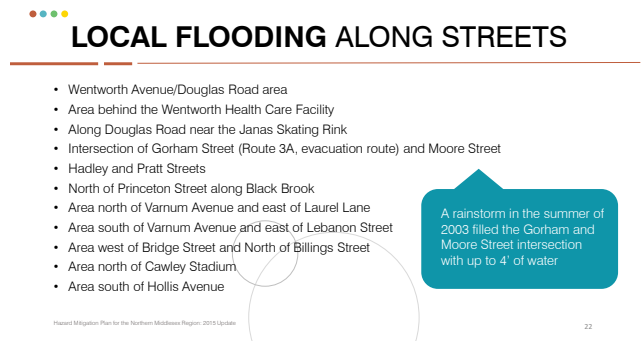 LOCAL FLOODING ALONG STREETS
• Wentworth Avenue/Douglas Road area
• Area behind the Wentworth Health Care Facility
• Along Douglas Road near the Janas Skating Rink
• Intersection of Gorham Street (Route 3A, evacuation route) and Moore Street
• Hadley and Pratt Streets
• North of Princeton Street along Black Brook
• Area north of Varnum Avenue and east of Laurel Lane
• Area south of Varnum Avenue and east of Lebanon Street
• Area west of Bridge Street and North of Billings Street
• Area north of Cawley Stadium
• Area south of Hollis Avenue
A rainstorm in the summer of
2003 filled the Gorham and
Moore Street intersection
with up to 4' of water
Hazard Mitigation Plan for the Northern Middlesex Region: 2015 Update
22